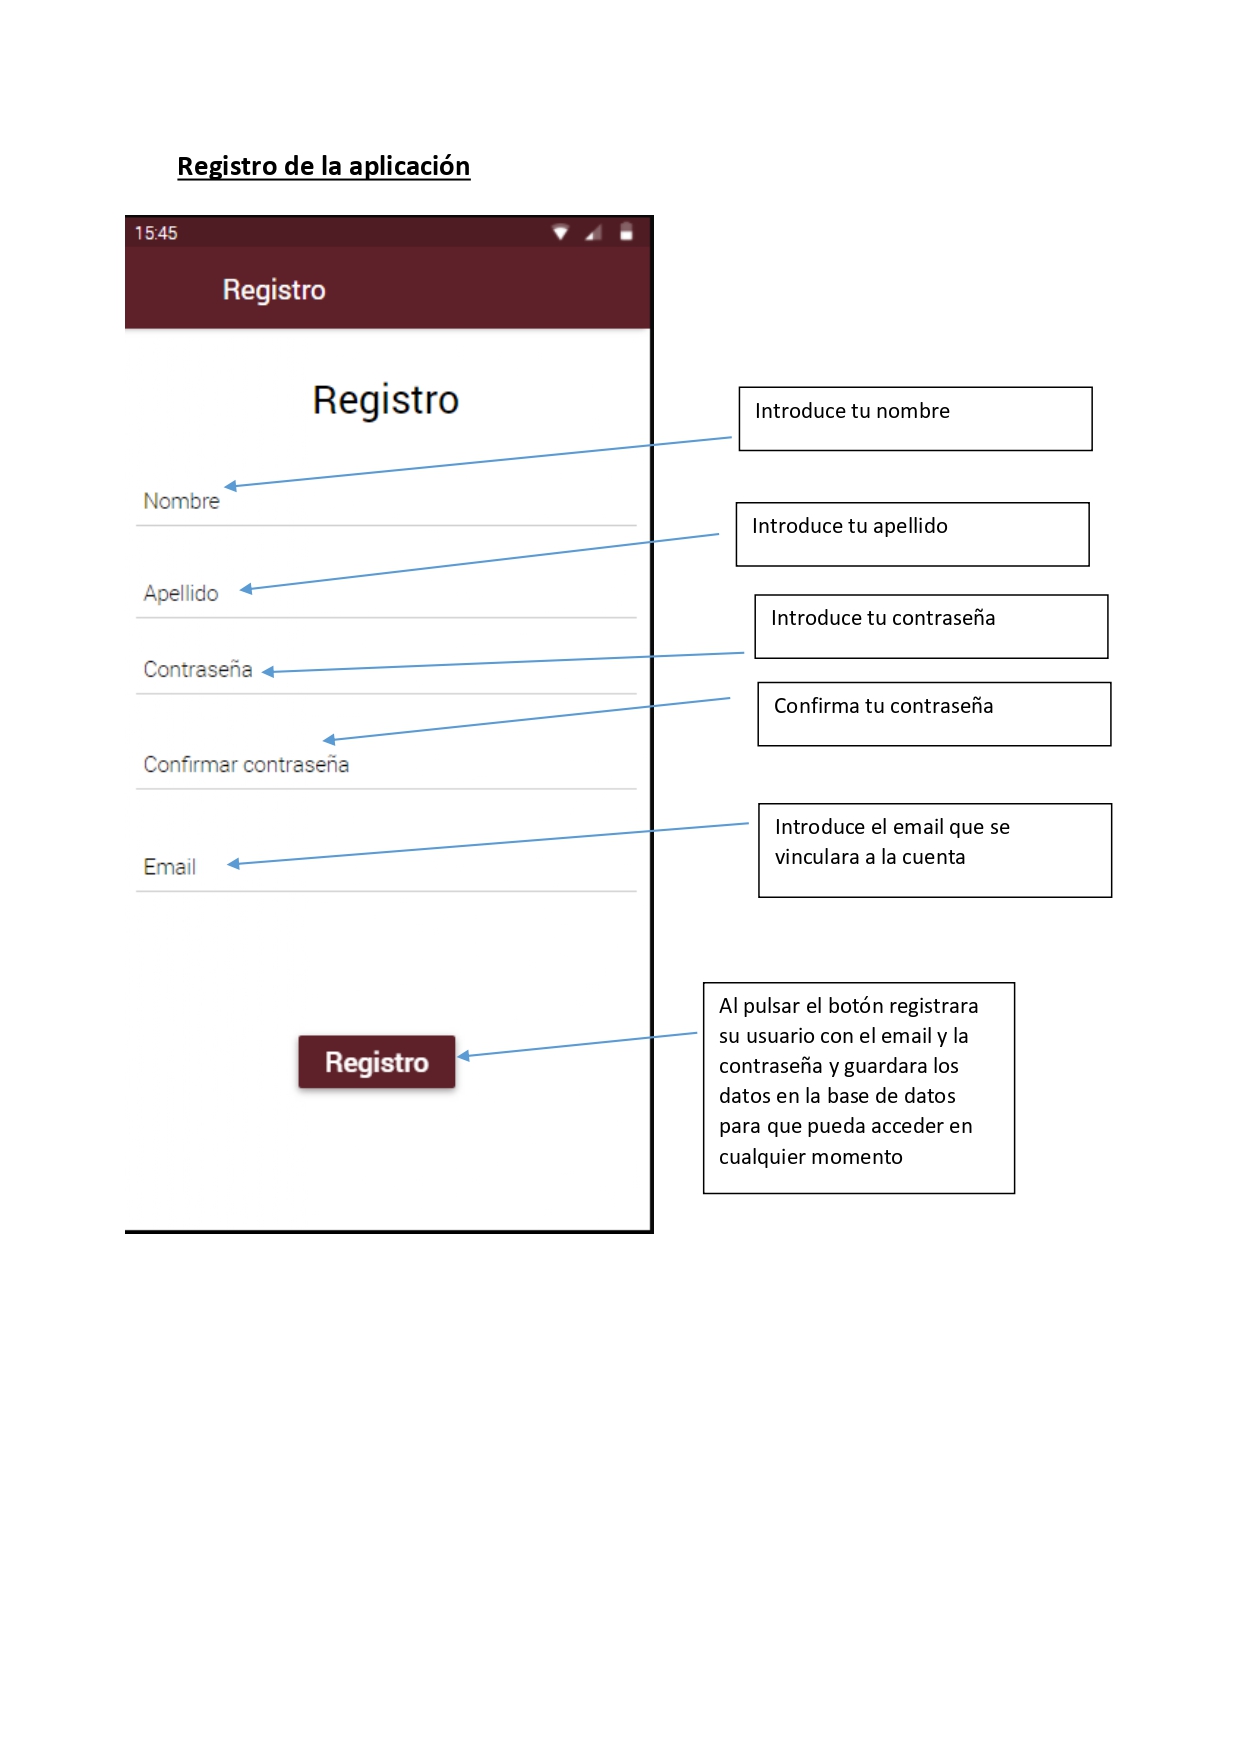 Registro de la aplicación
15:45
Registro
Registro
Introduce tu nombre
Nombre
Introduce tu apellido
Apellido
Introduce tu contraseña
Contraseña
Confirma tu contraseña
Confirmar contraseña
Introduce el email que se
vinculara a la cuenta
Email
Al pulsar el botón registrara
su usuario con el email y la
contraseña y guardara los
datos en la base de datos
para que pueda acceder en
cualquier momento
Registro